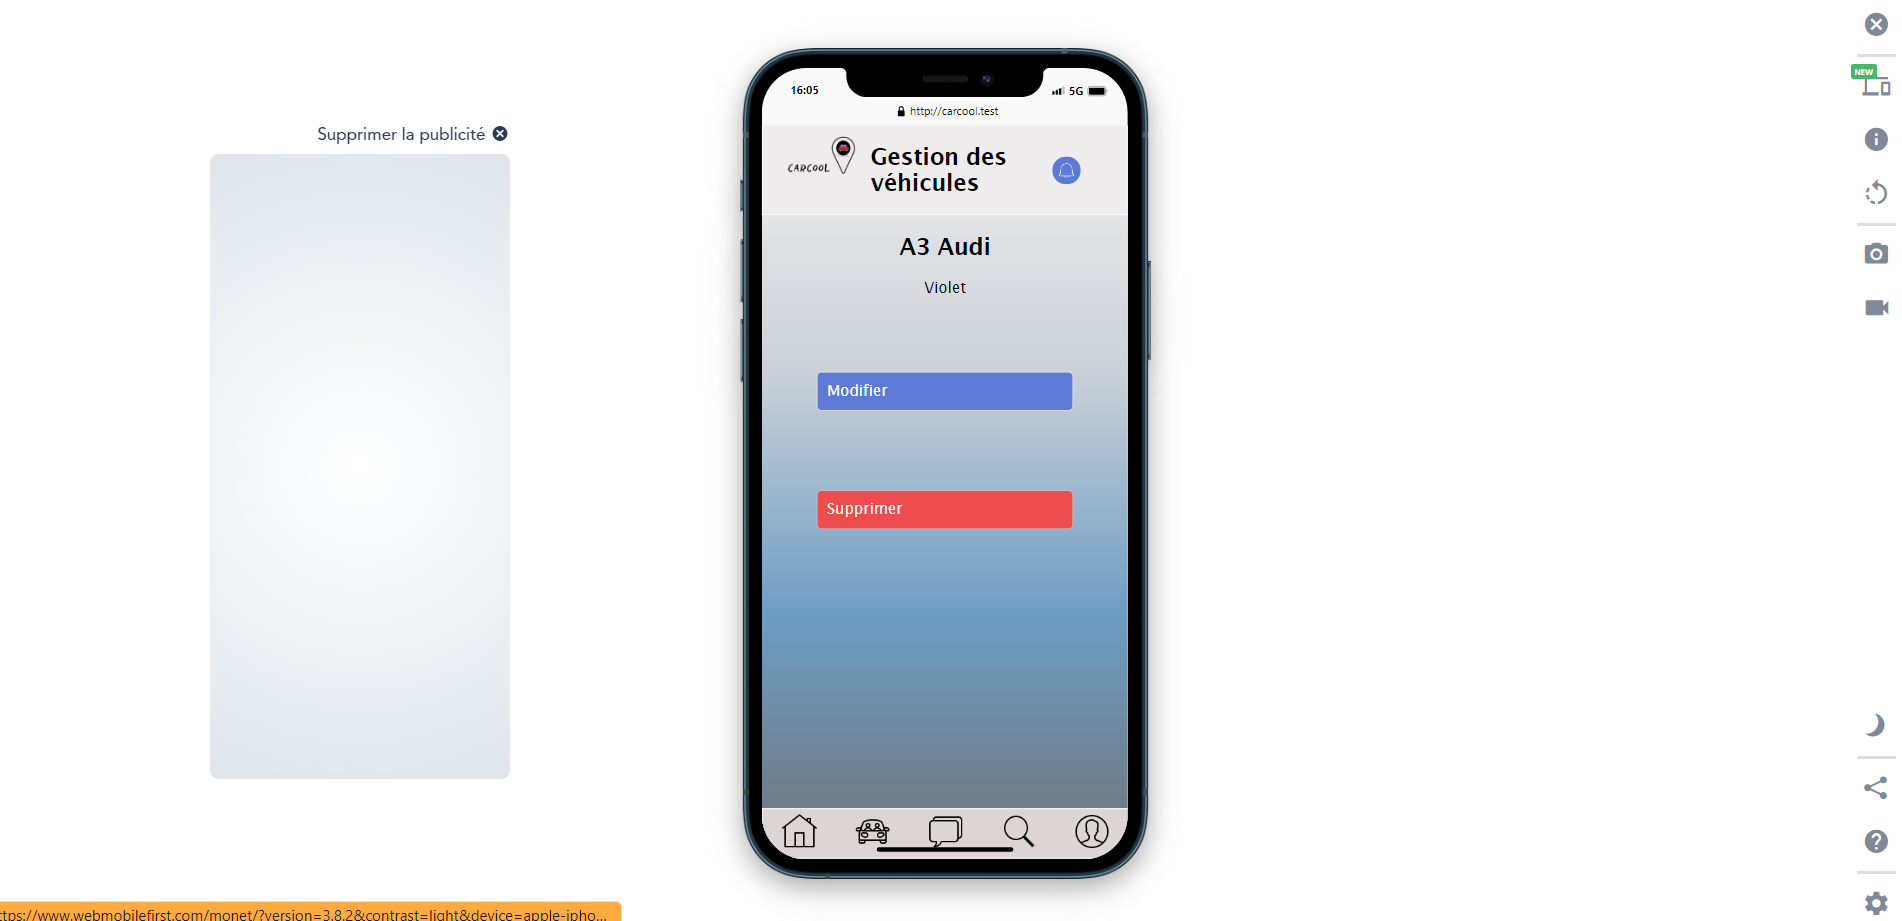 NEW
Supprimer la publicité
16:05
5G
http://carcool.test
CARCOOL
Gestion des
véhicules
A3 Audi
Violet
Modifier
Supprimer
ttps://www.webmobilefirst.com/monet/?version=3.8.2&contrast=light&device=apple-ipho...